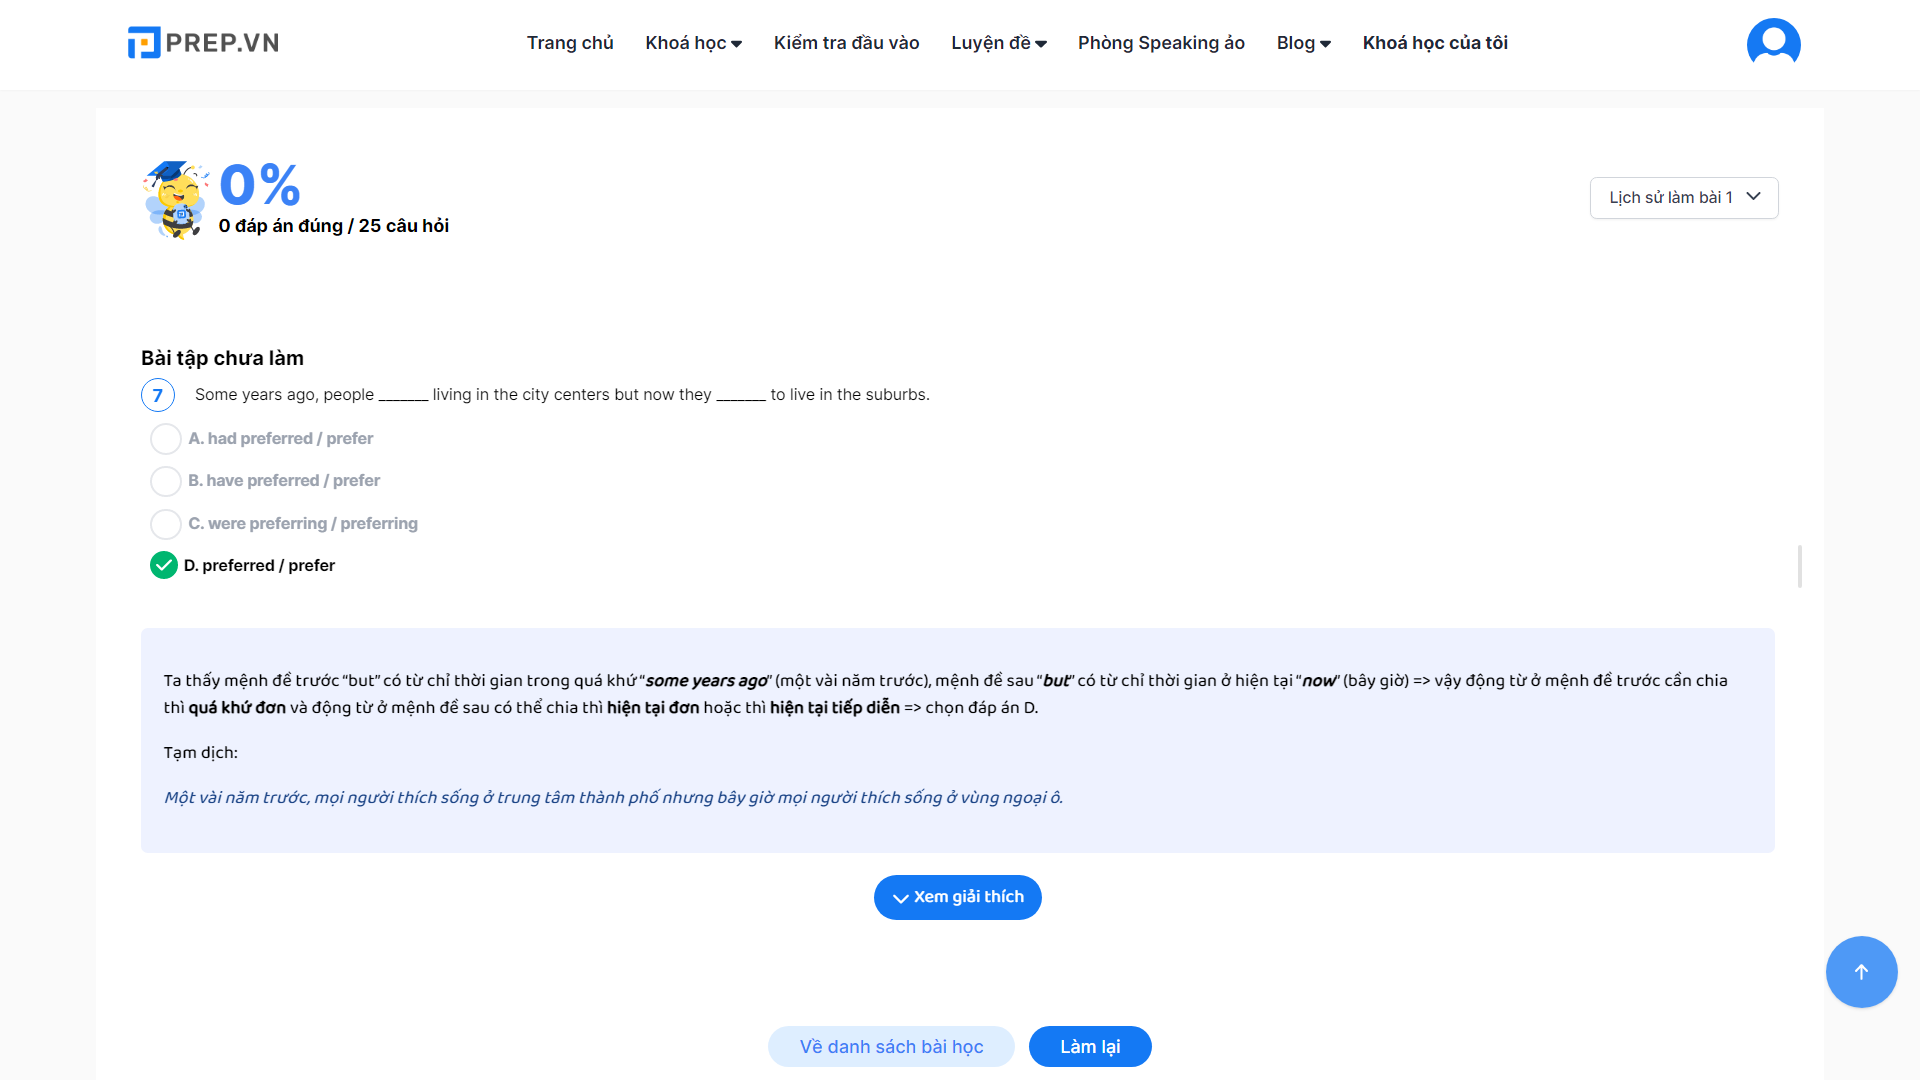 PREP.VN
Trang chủ Khoá học Kiểm tra đầu vào Luyện đề Phòng Speaking ảo Blog Khoá học của tôi
0%
0 đáp án đúng / 25 câu hỏi
Lịch sử làm bài 1
Bài tập chưa làm
7 Some years ago, people _______ living in the city centers but now they _______ to live in the suburbs.
A. had preferred / prefer
B. have preferred / prefer
C. were preferring / preferring
D. preferred / prefer
Ta thấy mệnh đề trước “but” có từ chỉ thời gian trong quá khứ “some years ago” (một vài năm trước), mệnh đề sau “but” có từ chỉ thời gian ở hiện tại “now” (bây giờ) => vậy động từ ở mệnh đề trước cần chia
thì quá khứ đơn và động từ ở mệnh đề sau có thể chia thì hiện tại đơn hoặc thì hiện tại tiếp diễn => chọn đáp án D.
Tạm dịch:
Một vài năm trước, mọi người thích sống ở trung tâm thành phố nhưng bây giờ mọi người thích sống ở vùng ngoại ô.
Xem giải thích
Về danh sách bài học Làm lại